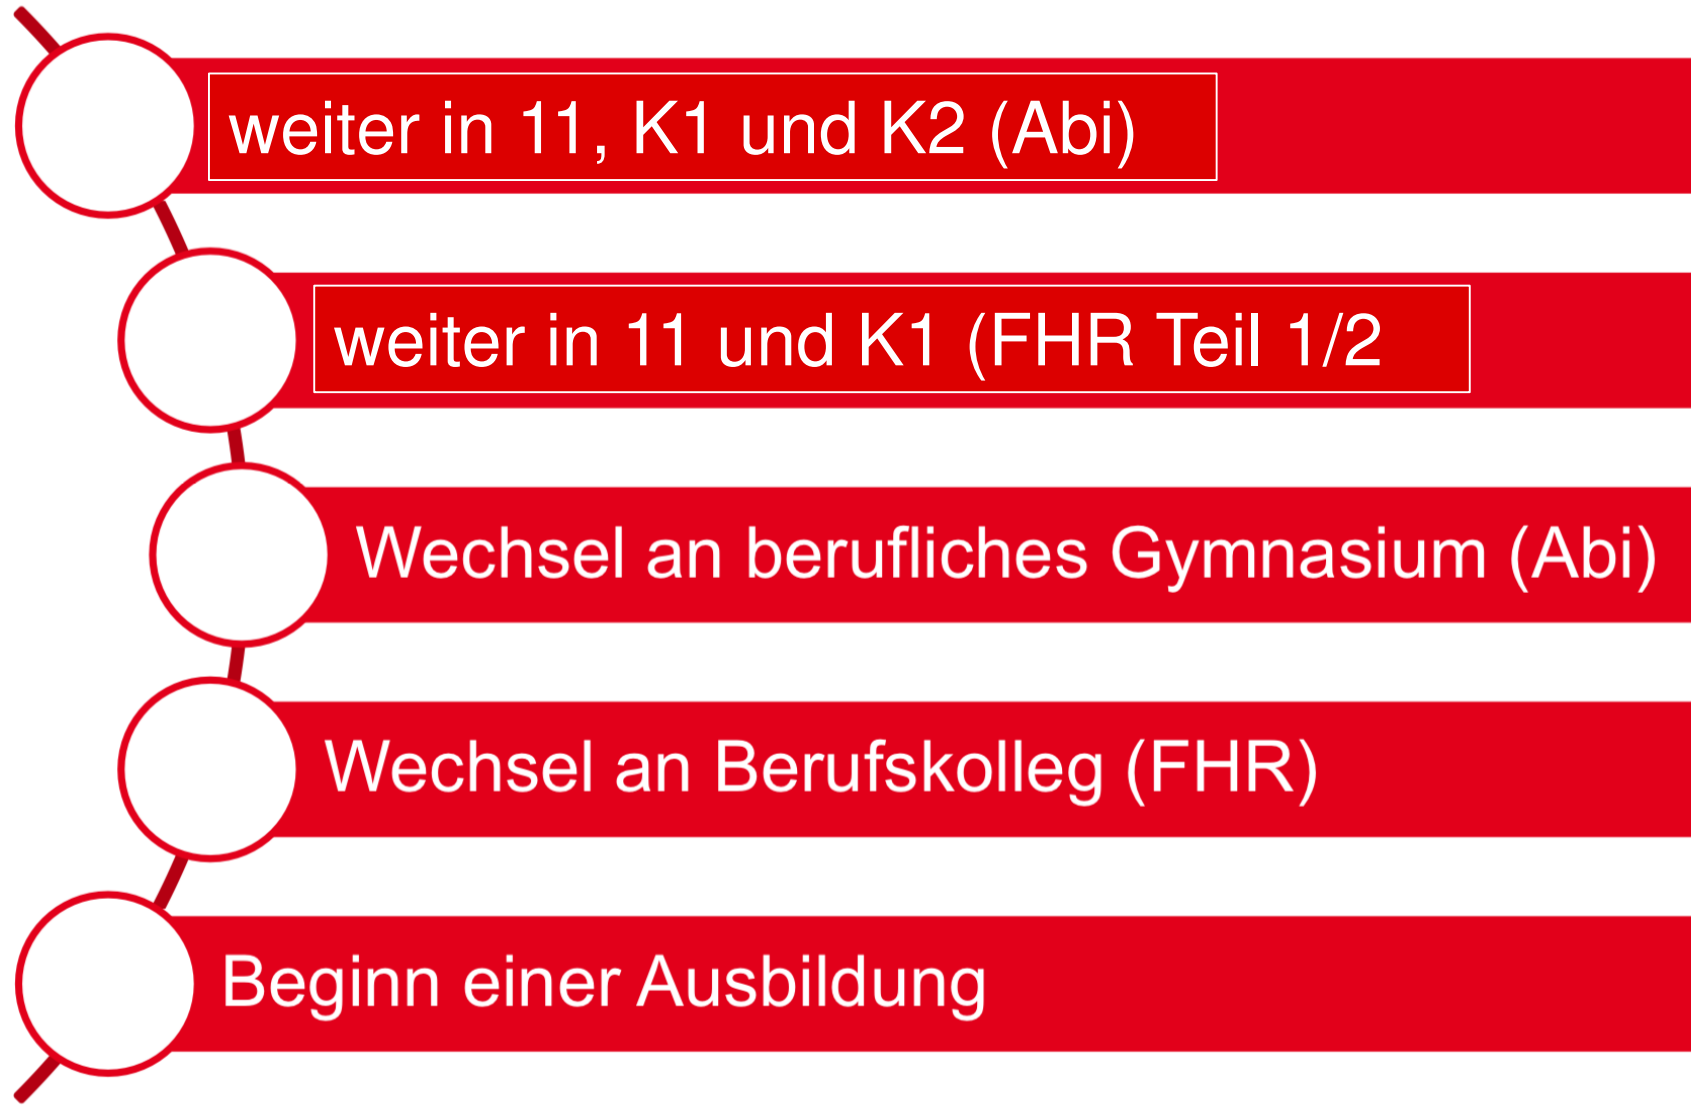 weiter in 11, K1 und K2 (Abi)
weiter in 11 und K1 (FHR Teil 1/2
Wechsel an berufliches Gymnasium (Abi)
Wechsel an Berufskolleg (FHR)
Beginn einer Ausbildung